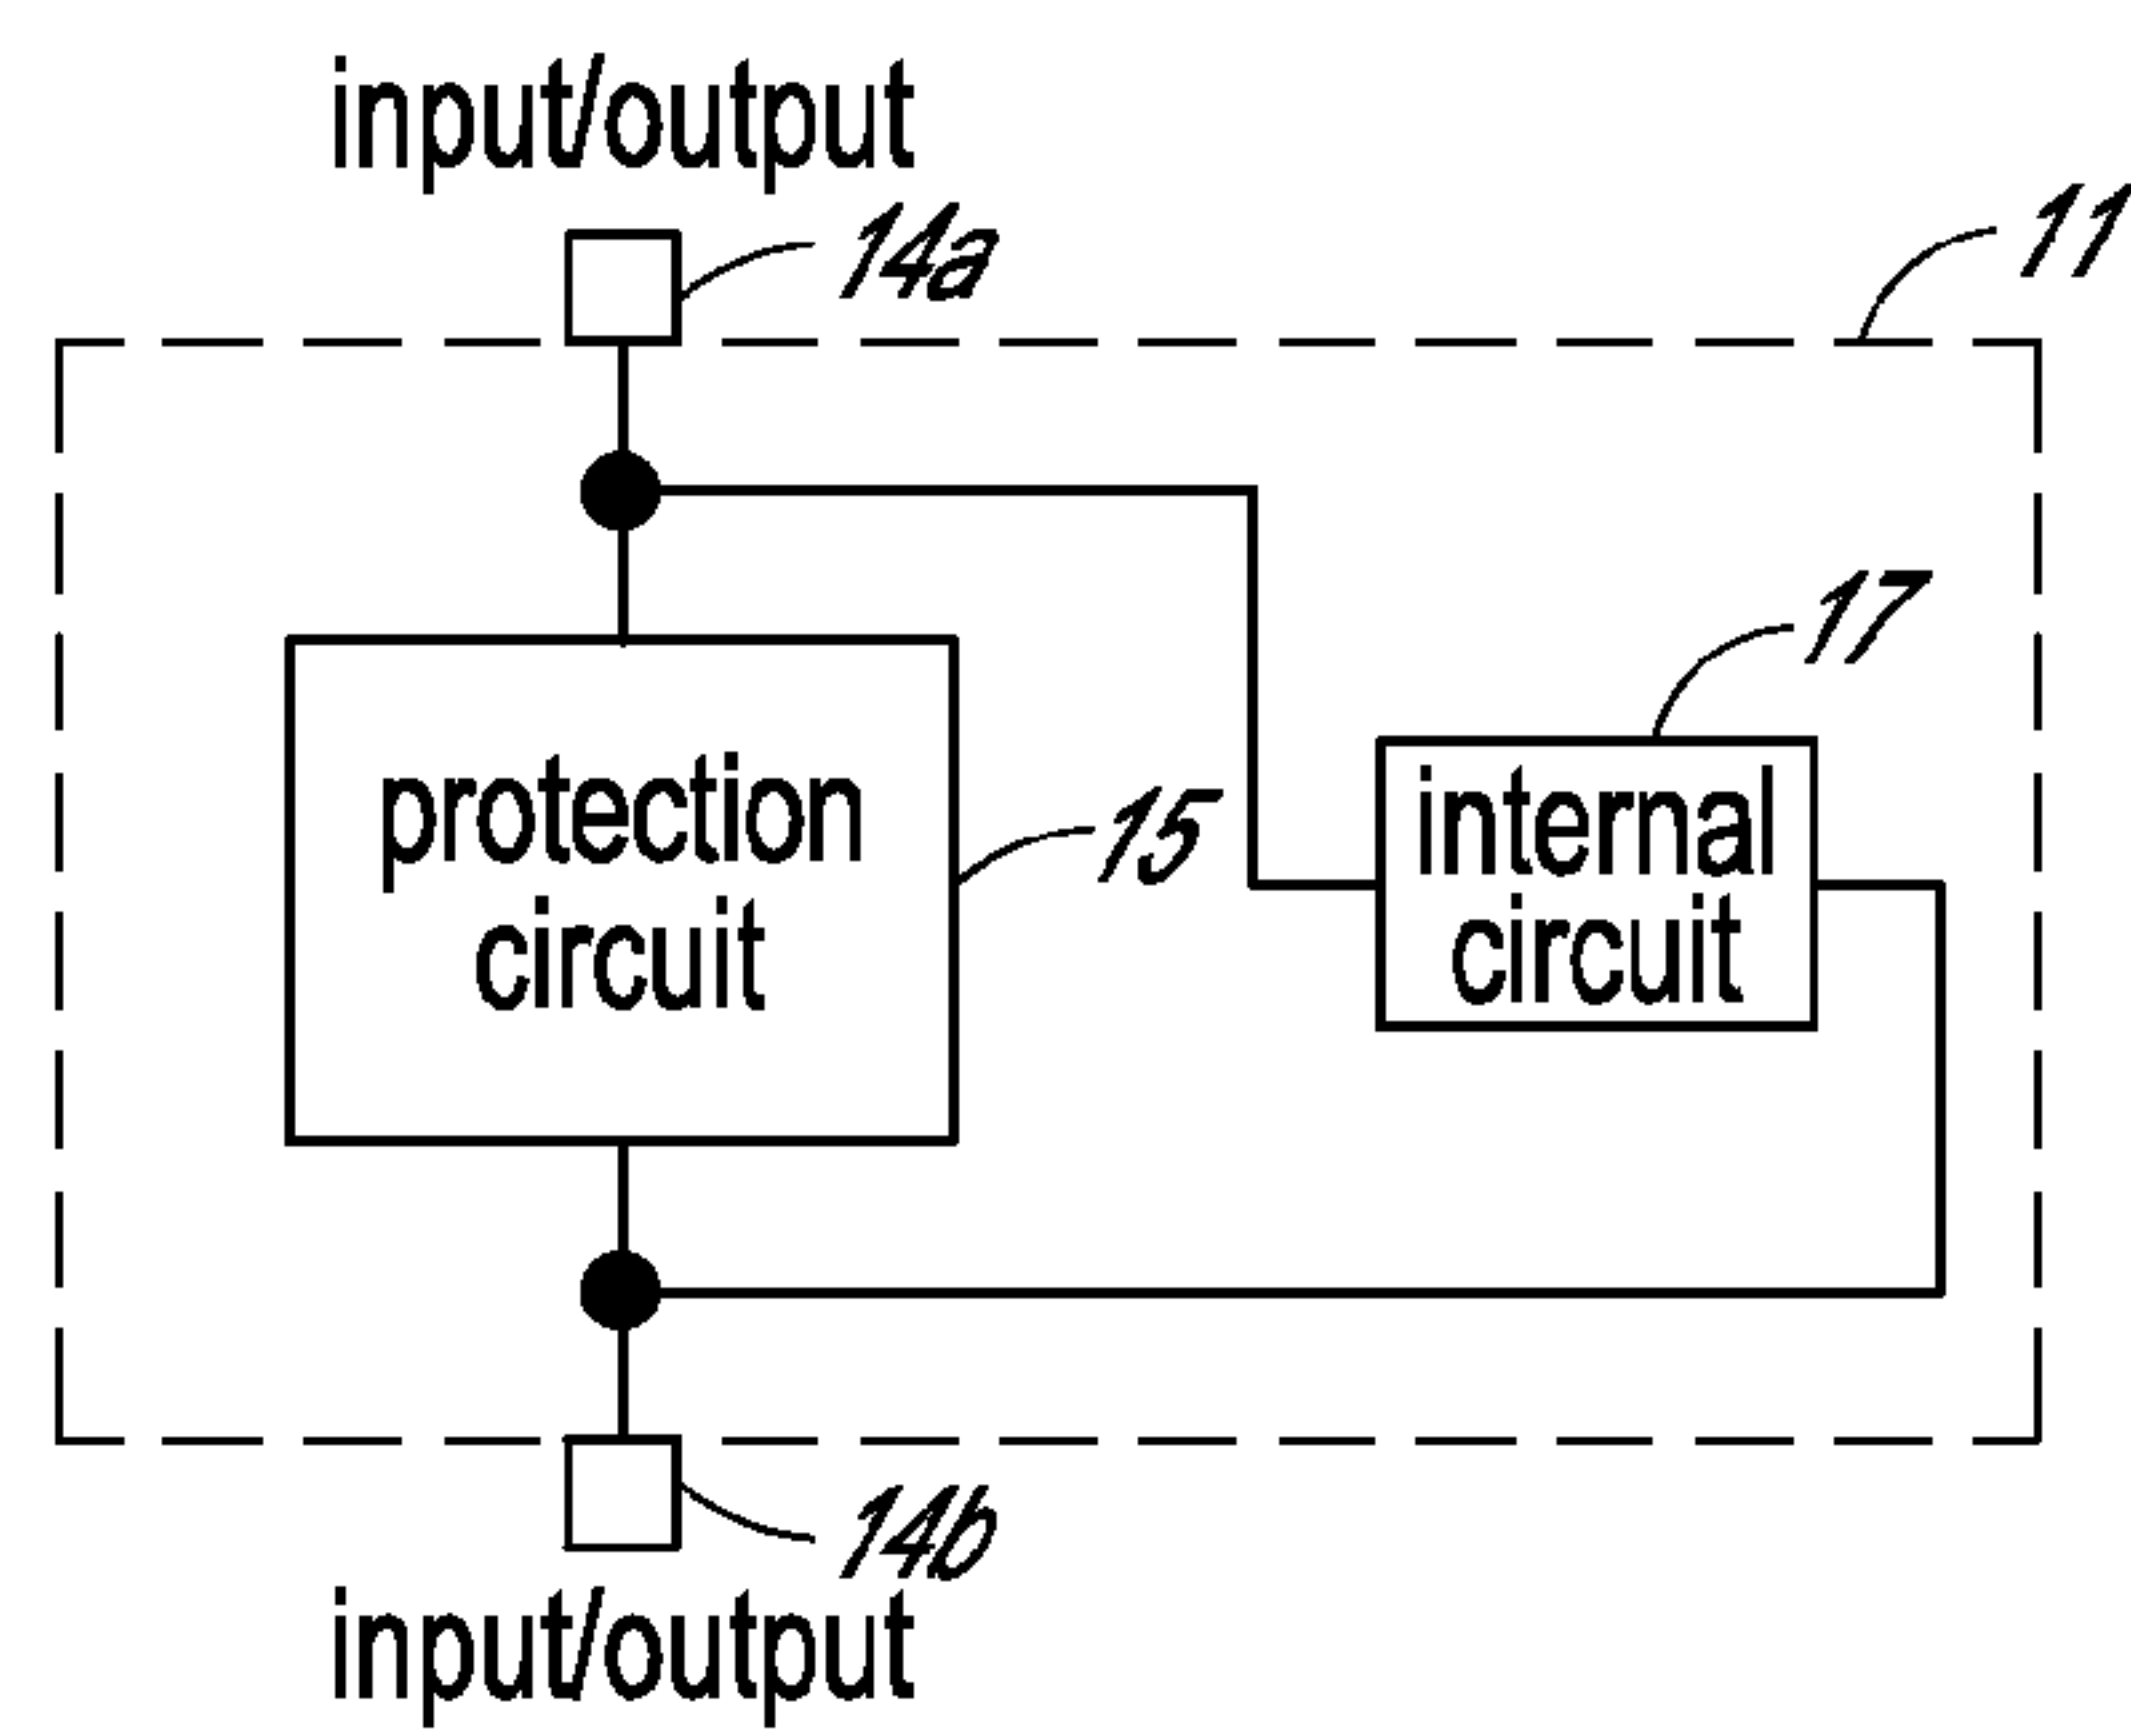 input/output
14a
11
17
protection
circuit
15
internal
circuit
14b
input/output